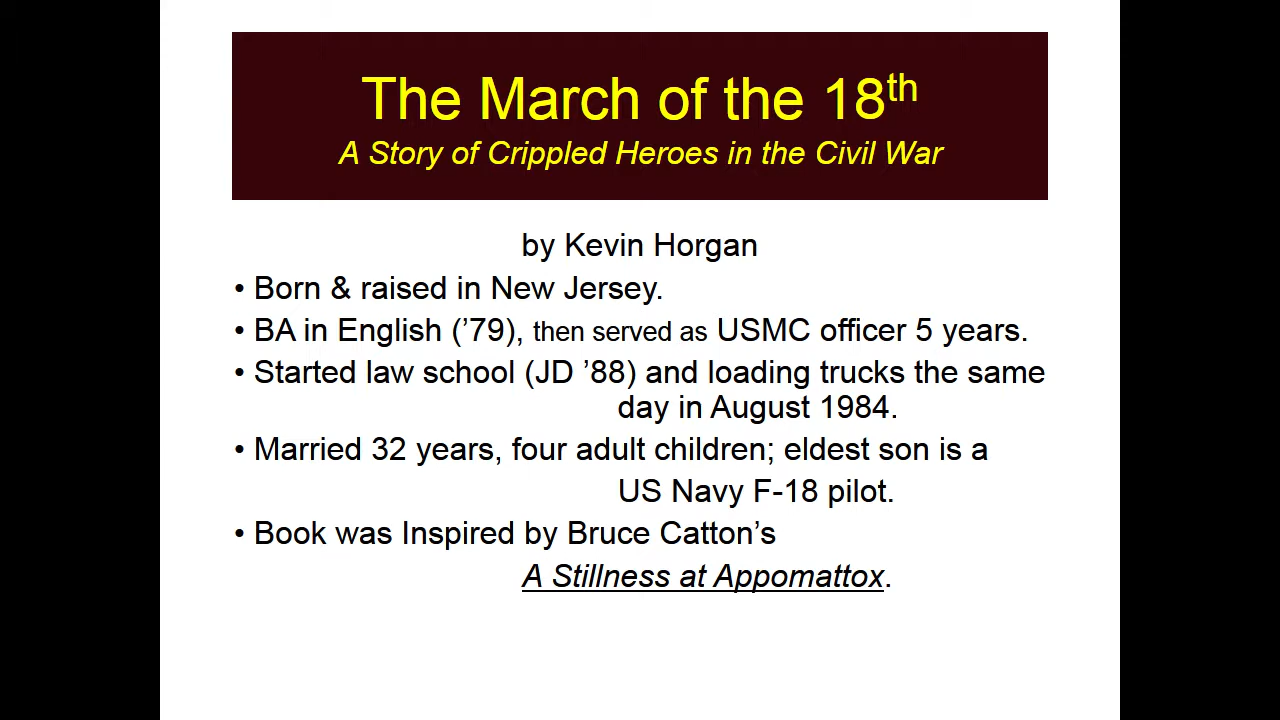 The March of the 18th
A Story of Crippled Heroes in the Civil War
by Kevin Horgan
• Born & raised in New Jersey.
• BA in English (’79), then served as USMC officer 5 years.
• Started law school (JD ’88) and loading trucks the same
day in August 1984.
• Married 32 years, four adult children; eldest son is a
US Navy F-18 pilot.
• Book was Inspired by Bruce Catton’s
A Stillness at Appomattox.